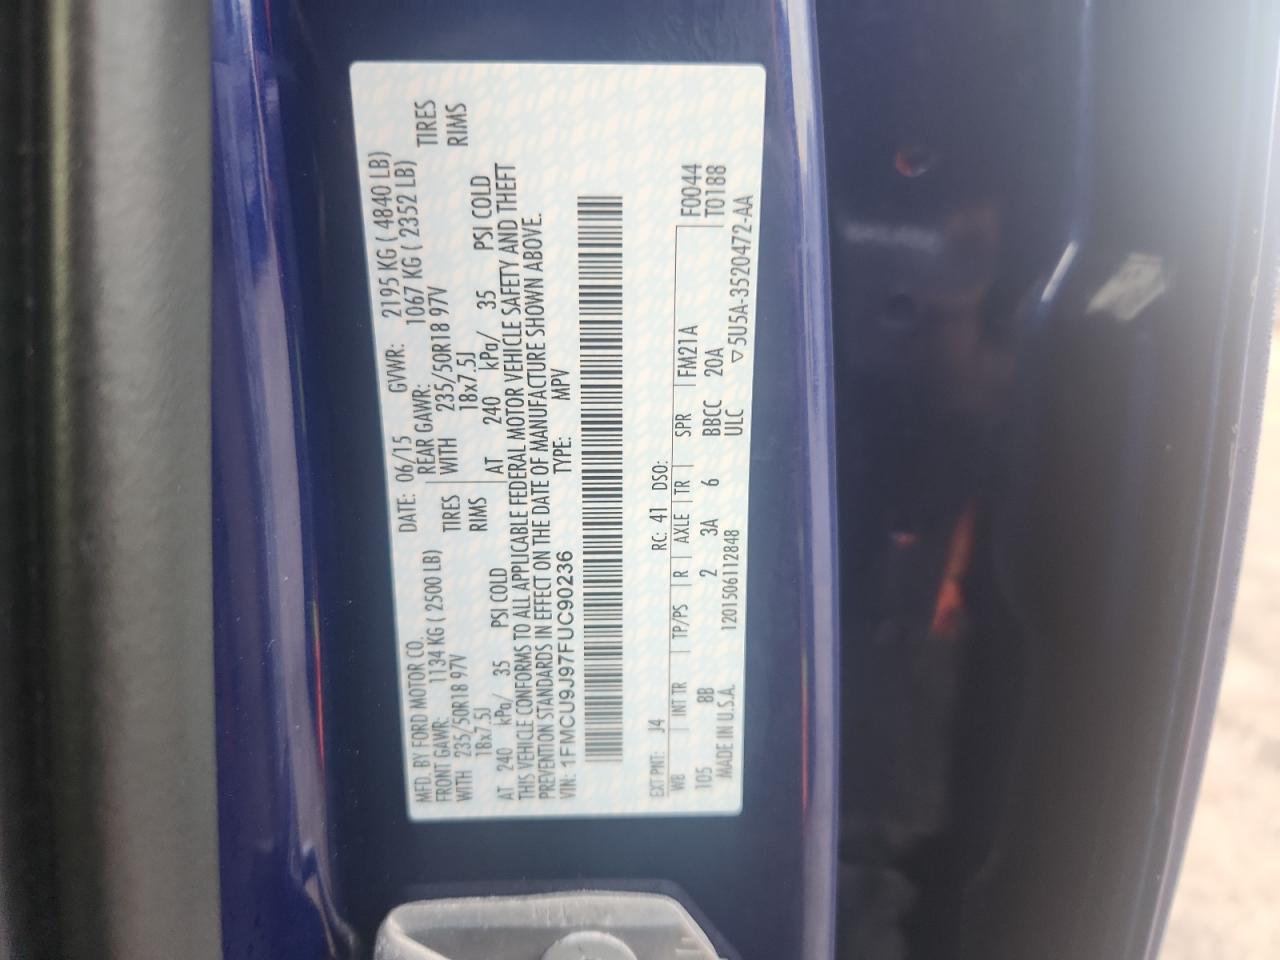 MFD. BY FORD MOTOR CO. DATE: 06/15 GVWR: 2195 KG ( 4840 LB)
FRONT GAWR: 1134 KG ( 2500 LB) REAR GAWR: 1067 KG ( 2352 LB)
WITH 235/50R18 97V TIRES WITH 235/50R18 97V TIRES
18x7.5J RIMS 18x7.5J RIMS
AT 240 kPa/ 35 PSI COLD AT 240 kPa/ 35 PSI COLD
THIS VEHICLE CONFORMS TO ALL APPLICABLE FEDERAL MOTOR VEHICLE SAFETY AND THEFT
PREVENTION STANDARDS IN EFFECT ON THE DATE OF MANUFACTURE SHOWN ABOVE.
VIN: 1FMCU9J97FUC90236 TYPE: MPV
EXT PNT: J4 RC: 41 DSO: F0044
WB INT TR TP/PS R AXLE TR SPR FM21A T0188
105 8B 2 3A 6 BBCC 20A
MADE IN U.S.A. 1201506112848 ULC ▽5U5A-3520472-AA